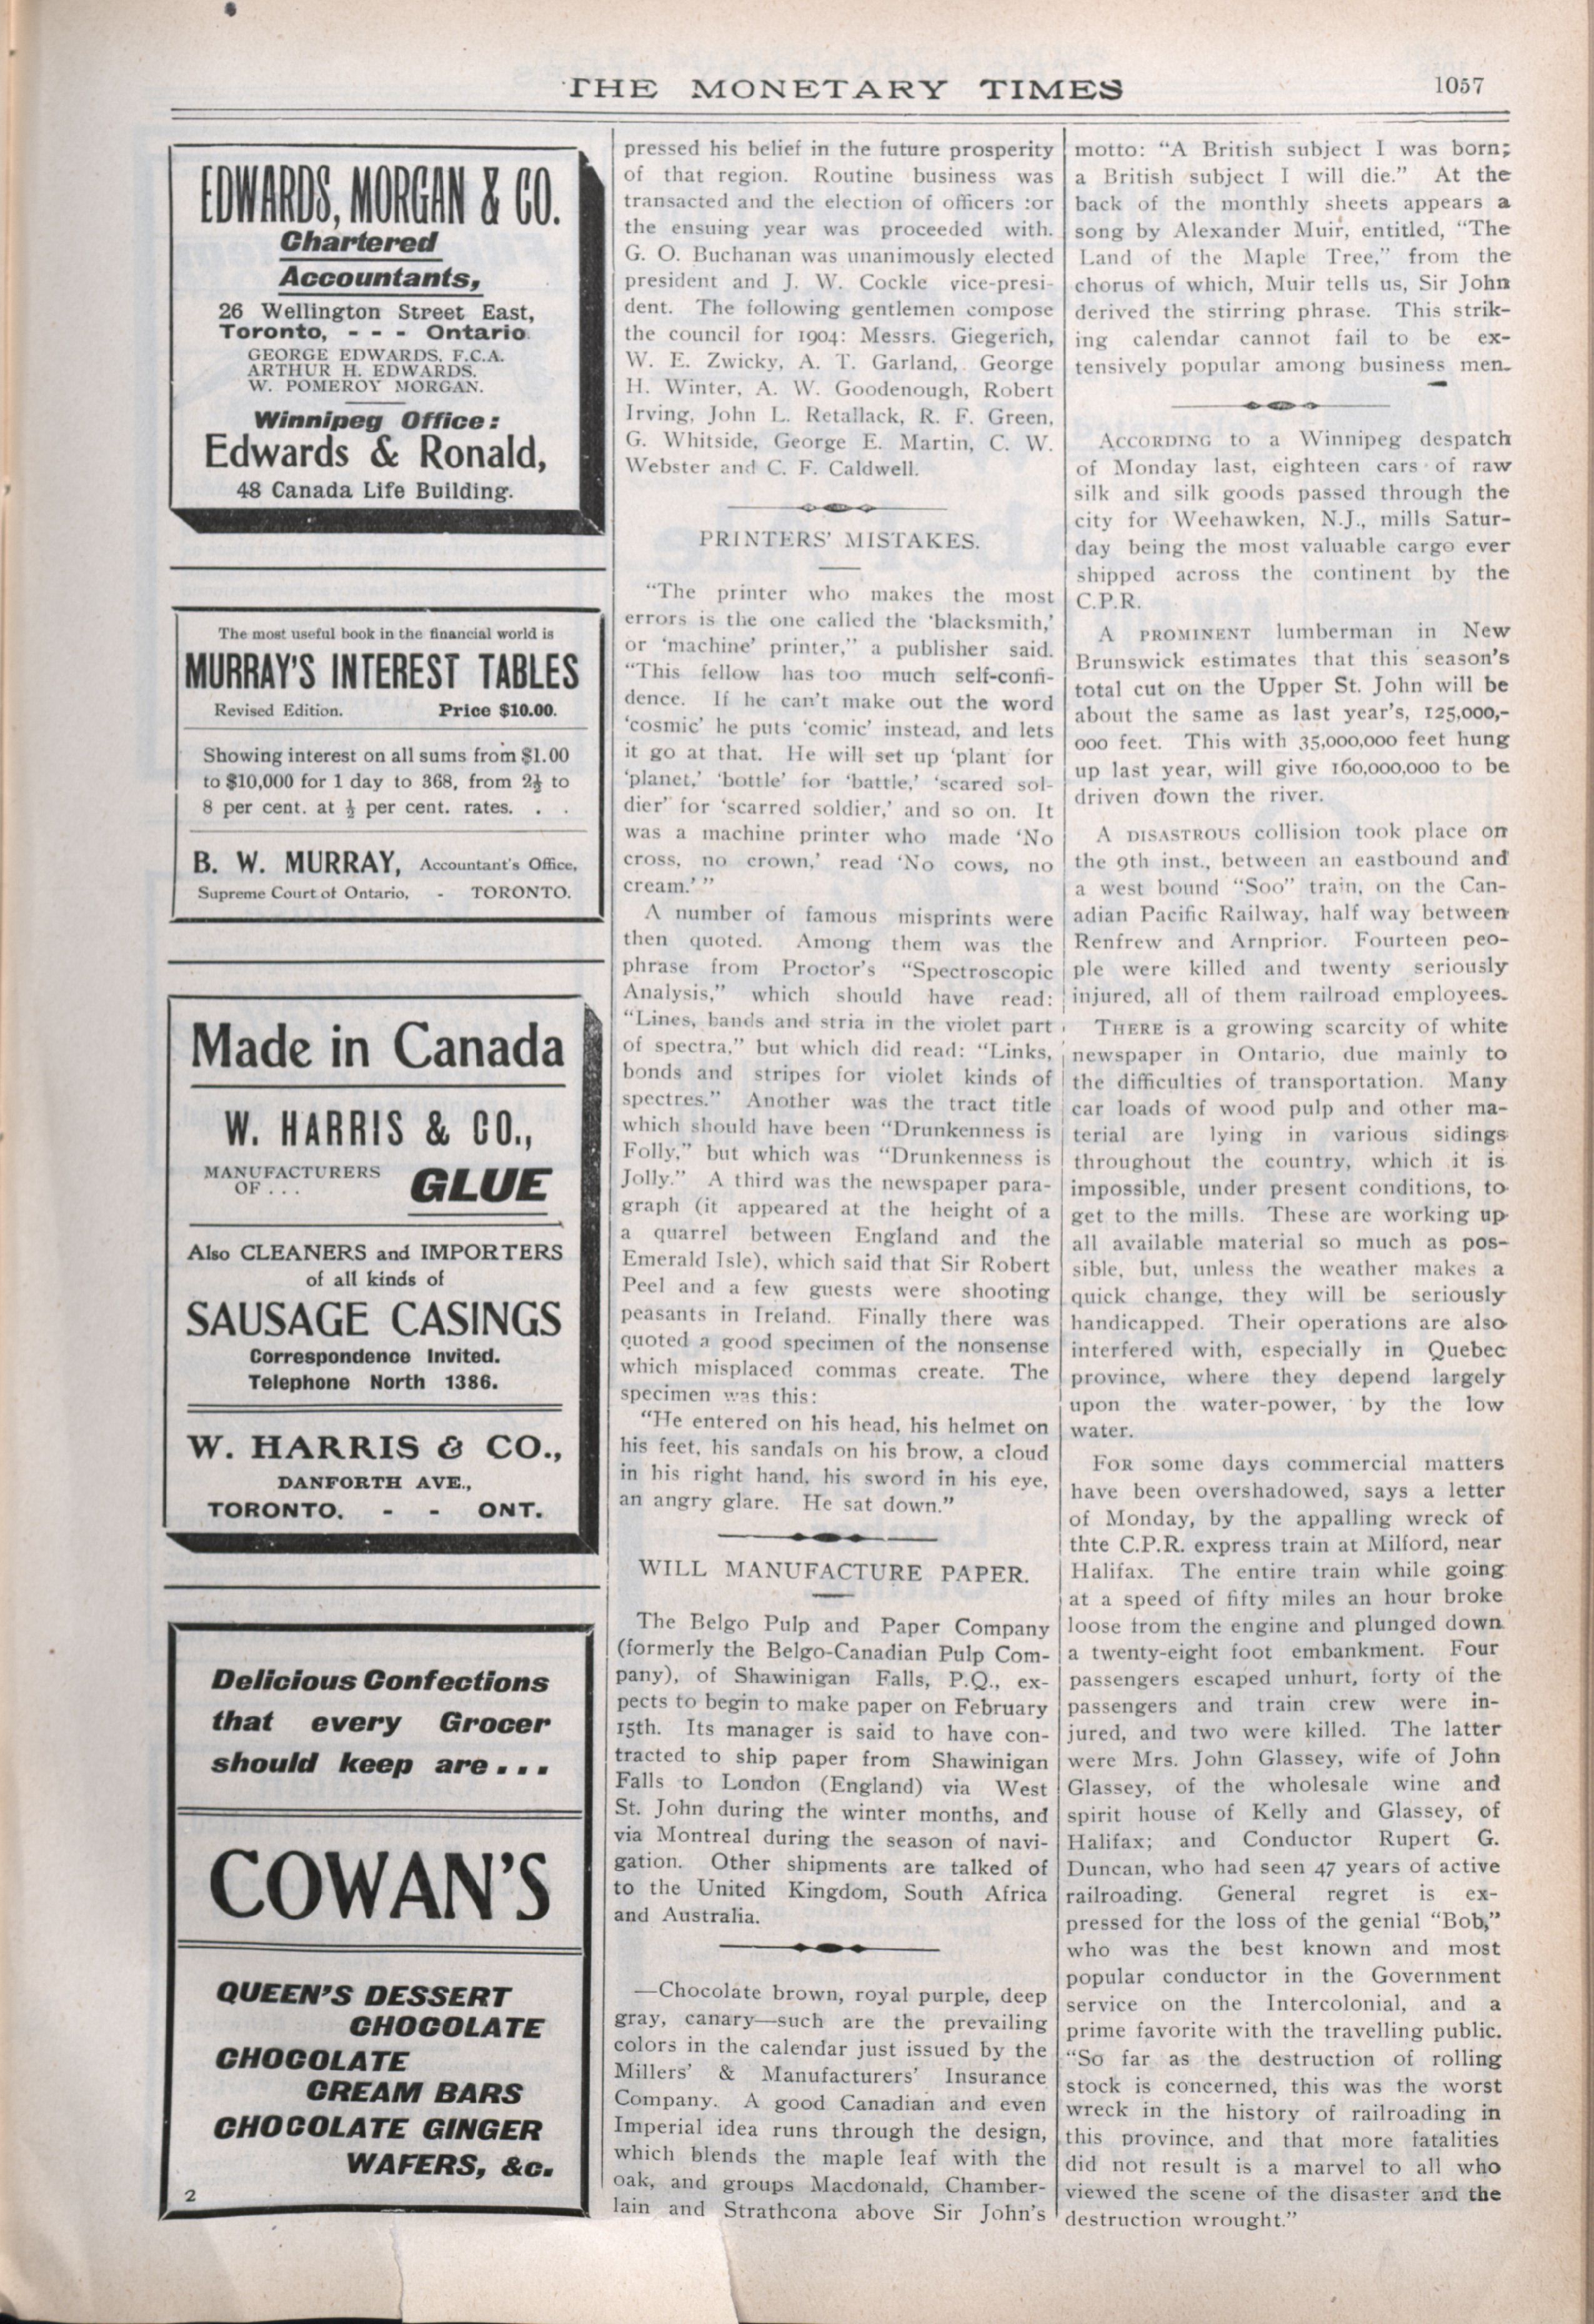 THE MONETARY TIMES
1057
EDWARDS, MORGAN & CO.
Chartered
Accountants,
26 Wellington Street East,
Toronto, - - - Ontario.
GEORGE EDWARDS, F.C.A.
ARTHUR H. EDWARDS.
W. POMEROY MORGAN.
Winnipeg Office:
Edwards & Ronald,
48 Canada Life Building.
The most useful book in the financial world is
MURRAY'S INTEREST TABLES
Revised Edition. Price $10.00.
Showing interest on all sums from $1.00
to $10,000 for 1 day to 368, from 2½ to
8 per cent. at ½ per cent. rates. . .
B. W. MURRAY, Accountant's Office,
Supreme Court of Ontario, - TORONTO.
Made in Canada
W. HARRIS & CO.,
MANUFACTURERS
OF . . .
GLUE
Also CLEANERS and IMPORTERS
of all kinds of
SAUSAGE CASINGS
Correspondence Invited.
Telephone North 1386.
W. HARRIS & CO.,
DANFORTH AVE.,
TORONTO. - - ONT.
Delicious Confections
that every Grocer
should keep are . . .
COWAN'S
QUEEN'S DESSERT
CHOCOLATE
CHOCOLATE
CREAM BARS
CHOCOLATE GINGER
WAFERS, &c.
2
pressed his belief in the future prosperity
of that region. Routine business was
transacted and the election of officers :or
the ensuing year was proceeded with.
G. O. Buchanan was unanimously elected
president and J. W. Cockle vice-presi-
dent. The following gentlemen compose
the council for 1904: Messrs. Giegerich,
W. E. Zwicky, A. T. Garland, George
H. Winter, A. W. Goodenough, Robert
Irving, John L. Retallack, R. F. Green,
G. Whitside, George E. Martin, C. W.
Webster and C. F. Caldwell.
PRINTERS' MISTAKES.
"The printer who makes the most
errors is the one called the 'blacksmith,'
or 'machine' printer," a publisher said.
"This fellow has too much self-confi-
dence. If he can't make out the word
'cosmic' he puts 'comic' instead, and lets
it go at that. He will set up 'plant' for
'planet,' 'bottle' for 'battle,' 'scared sol-
dier' for 'scarred soldier,' and so on. It
was a machine printer who made 'No
cross, no crown,' read 'No cows, no
cream.' "
A number of famous misprints were
then quoted. Among them was the
phrase from Proctor's "Spectroscopic
Analysis," which should have read:
"Lines, bands and stria in the violet part
of spectra," but which did read: "Links,
bonds and stripes for violet kinds of
spectres." Another was the tract title
which should have been "Drunkenness is
Folly," but which was "Drunkenness is
Jolly." A third was the newspaper para-
graph (it appeared at the height of a
a quarrel between England and the
Emerald Isle), which said that Sir Robert
Peel and a few guests were shooting
peasants in Ireland. Finally there was
quoted a good specimen of the nonsense
which misplaced commas create. The
specimen was this:
"He entered on his head, his helmet on
his feet, his sandals on his brow, a cloud
in his right hand, his sword in his eye,
an angry glare. He sat down."
WILL MANUFACTURE PAPER.
The Belgo Pulp and Paper Company
(formerly the Belgo-Canadian Pulp Com-
pany), of Shawinigan Falls, P.Q., ex-
pects to begin to make paper on February
15th. Its manager is said to have con-
tracted to ship paper from Shawinigan
Falls to London (England) via West
St. John during the winter months, and
via Montreal during the season of navi-
gation. Other shipments are talked of
to the United Kingdom, South Africa
and Australia.
—Chocolate brown, royal purple, deep
gray, canary—such are the prevailing
colors in the calendar just issued by the
Millers' & Manufacturers' Insurance
Company. A good Canadian and even
Imperial idea runs through the design,
which blends the maple leaf with the
oak, and groups Macdonald, Chamber-
lain and Strathcona above Sir John's
motto: "A British subject I was born;
a British subject I will die." At the
back of the monthly sheets appears a
song by Alexander Muir, entitled, "The
Land of the Maple Tree," from the
chorus of which, Muir tells us, Sir John
derived the stirring phrase. This strik-
ing calendar cannot fail to be ex-
tensively popular among business men.
ACCORDING to a Winnipeg despatch
of Monday last, eighteen cars of raw
silk and silk goods passed through the
city for Weehawken, N.J., mills Satur-
day being the most valuable cargo ever
shipped across the continent by the
C.P.R.
A PROMINENT lumberman in New
Brunswick estimates that this season's
total cut on the Upper St. John will be
about the same as last year's, 125,000,-
000 feet. This with 35,000,000 feet hung
up last year, will give 160,000,000 to be
driven down the river.
A DISASTROUS collision took place on
the 9th inst., between an eastbound and
a west bound "Soo" train, on the Can-
adian Pacific Railway, half way between
Renfrew and Arnprior. Fourteen peo-
ple were killed and twenty seriously
injured, all of them railroad employees.
THERE is a growing scarcity of white
newspaper in Ontario, due mainly to
the difficulties of transportation. Many
car loads of wood pulp and other ma-
terial are lying in various sidings
throughout the country, which it is
impossible, under present conditions, to
get to the mills. These are working up
all available material so much as pos-
sible, but, unless the weather makes a
quick change, they will be seriously
handicapped. Their operations are also
interfered with, especially in Quebec
province, where they depend largely
upon the water-power, by the low
water.
FOR some days commercial matters
have been overshadowed, says a letter
of Monday, by the appalling wreck of
thte C.P.R. express train at Milford, near
Halifax. The entire train while going
at a speed of fifty miles an hour broke
loose from the engine and plunged down
a twenty-eight foot embankment. Four
passengers escaped unhurt, forty of the
passengers and train crew were in-
jured, and two were killed. The latter
were Mrs. John Glassey, wife of John
Glassey, of the wholesale wine and
spirit house of Kelly and Glassey, of
Halifax; and Conductor Rupert G.
Duncan, who had seen 47 years of active
railroading. General regret is ex-
pressed for the loss of the genial "Bob,"
who was the best known and most
popular conductor in the Government
service on the Intercolonial, and a
prime favorite with the travelling public.
"So far as the destruction of rolling
stock is concerned, this was the worst
wreck in the history of railroading in
this province, and that more fatalities
did not result is a marvel to all who
viewed the scene of the disaster and the
destruction wrought."